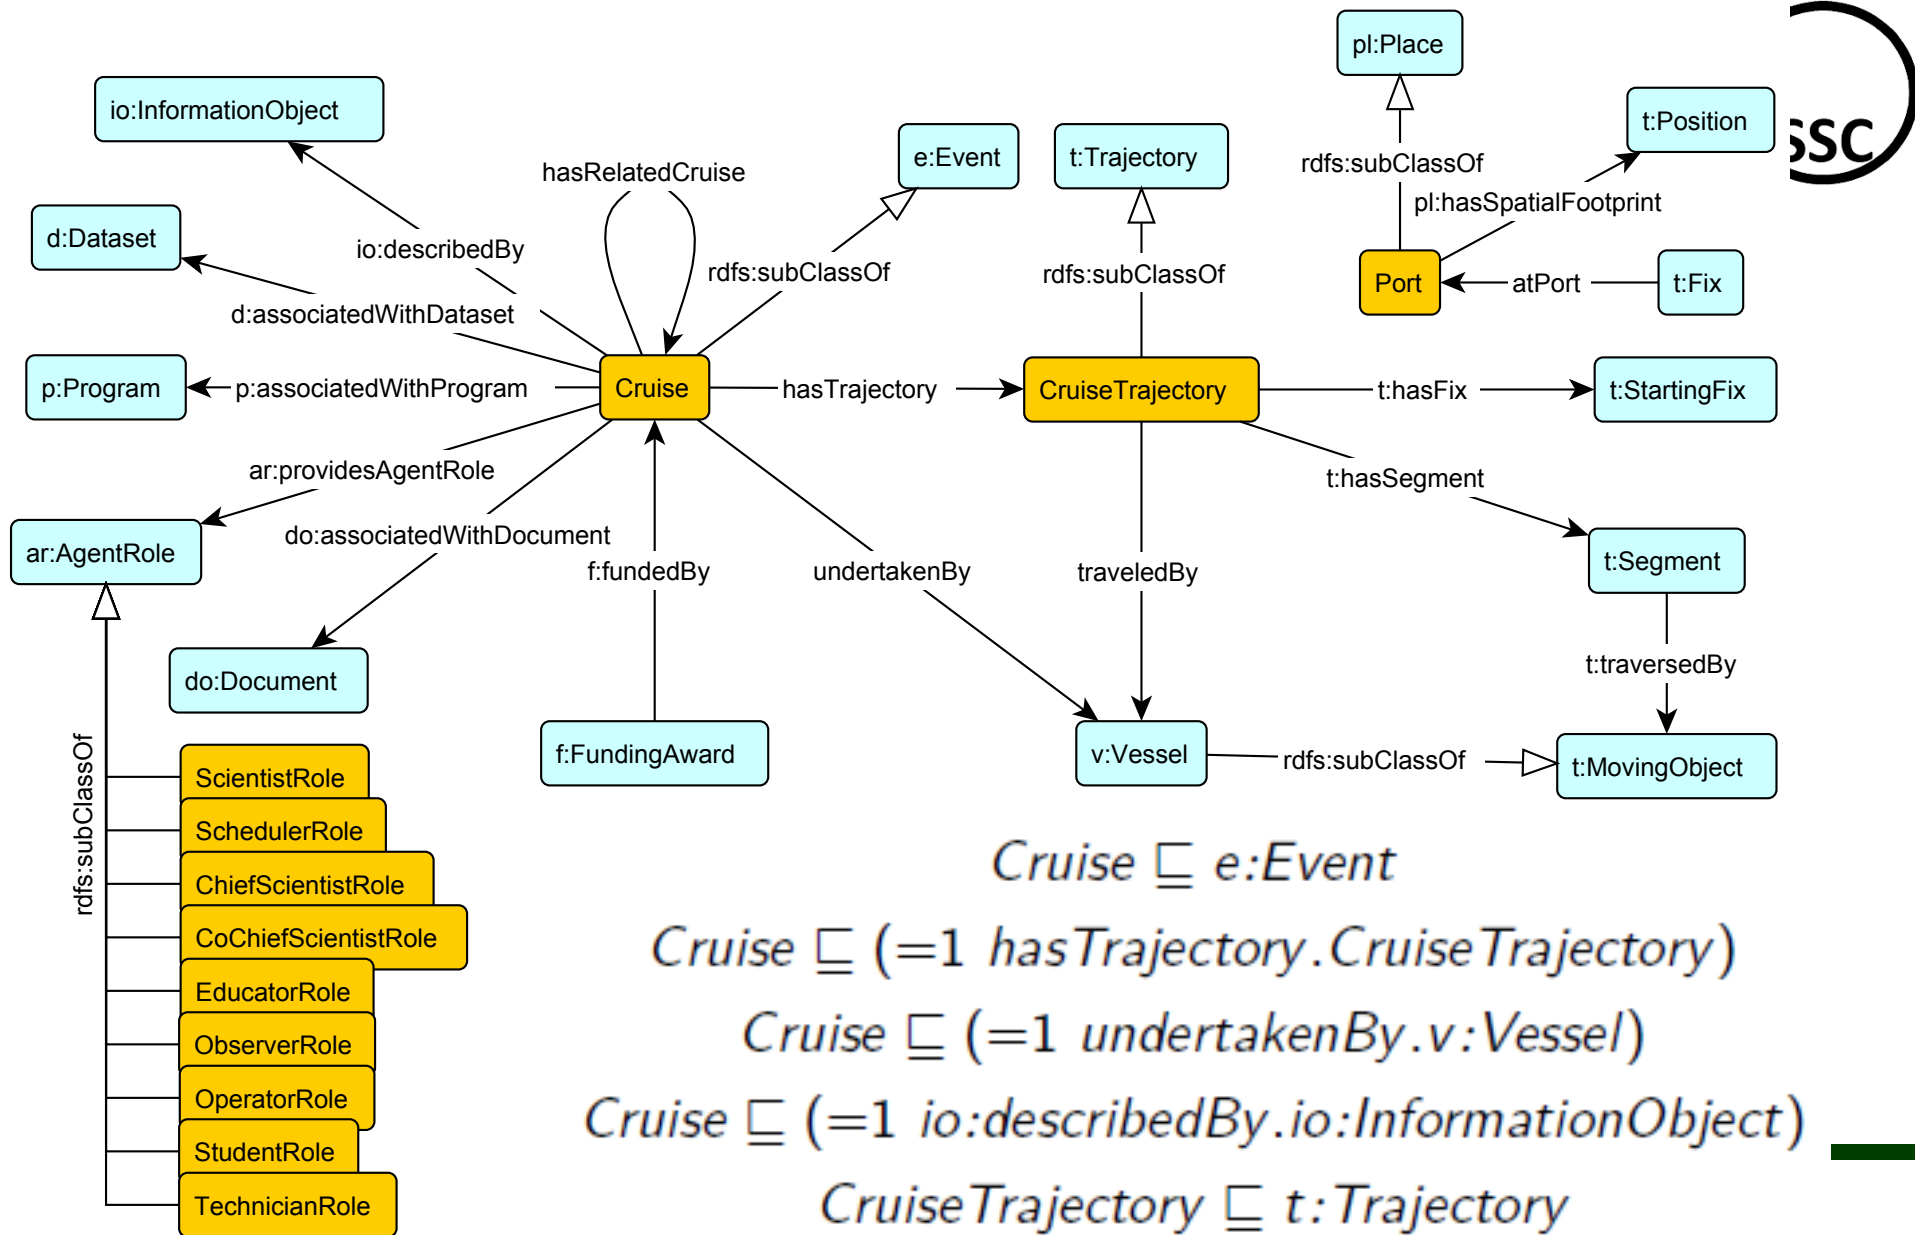 pl:Place
io:InformationObject
t:Position
SSC
e:Event
t:Trajectory
rdfs:subClassOf
hasRelatedCruise
pl:hasSpatialFootprint
d:Dataset
io:describedBy
rdfs:subClassOf
rdfs:subClassOf
Port
atPort
t:Fix
d:associatedWithDataset
p:Program
p:associatedWithProgram
Cruise
hasTrajectory
CruiseTrajectory
t:hasFix
t:StartingFix
ar:providesAgentRole
t:hasSegment
ar:AgentRole
do:associatedWithDocument
f:fundedBy
undertakenBy
traveledBy
t:Segment
do:Document
t:traversedBy
f:FundingAward
v:Vessel
rdfs:subClassOf
t:MovingObject
rdfs:subClassOf
ScientistRole
SchedulerRole
ChiefScientistRole
CoChiefScientistRole
EducatorRole
ObserverRole
OperatorRole
StudentRole
TechnicianRole
Cruise ⊑ e:Event
Cruise ⊑ (=1 hasTrajectory.CruiseTrajectory)
Cruise ⊑ (=1 undertakenBy.v:Vessel)
Cruise ⊑ (=1 io:describedBy.io:InformationObject)
CruiseTrajectory ⊑ t:Trajectory